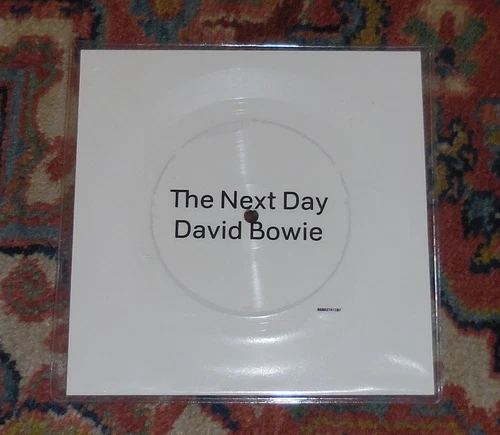 The Next Day
David Bowie